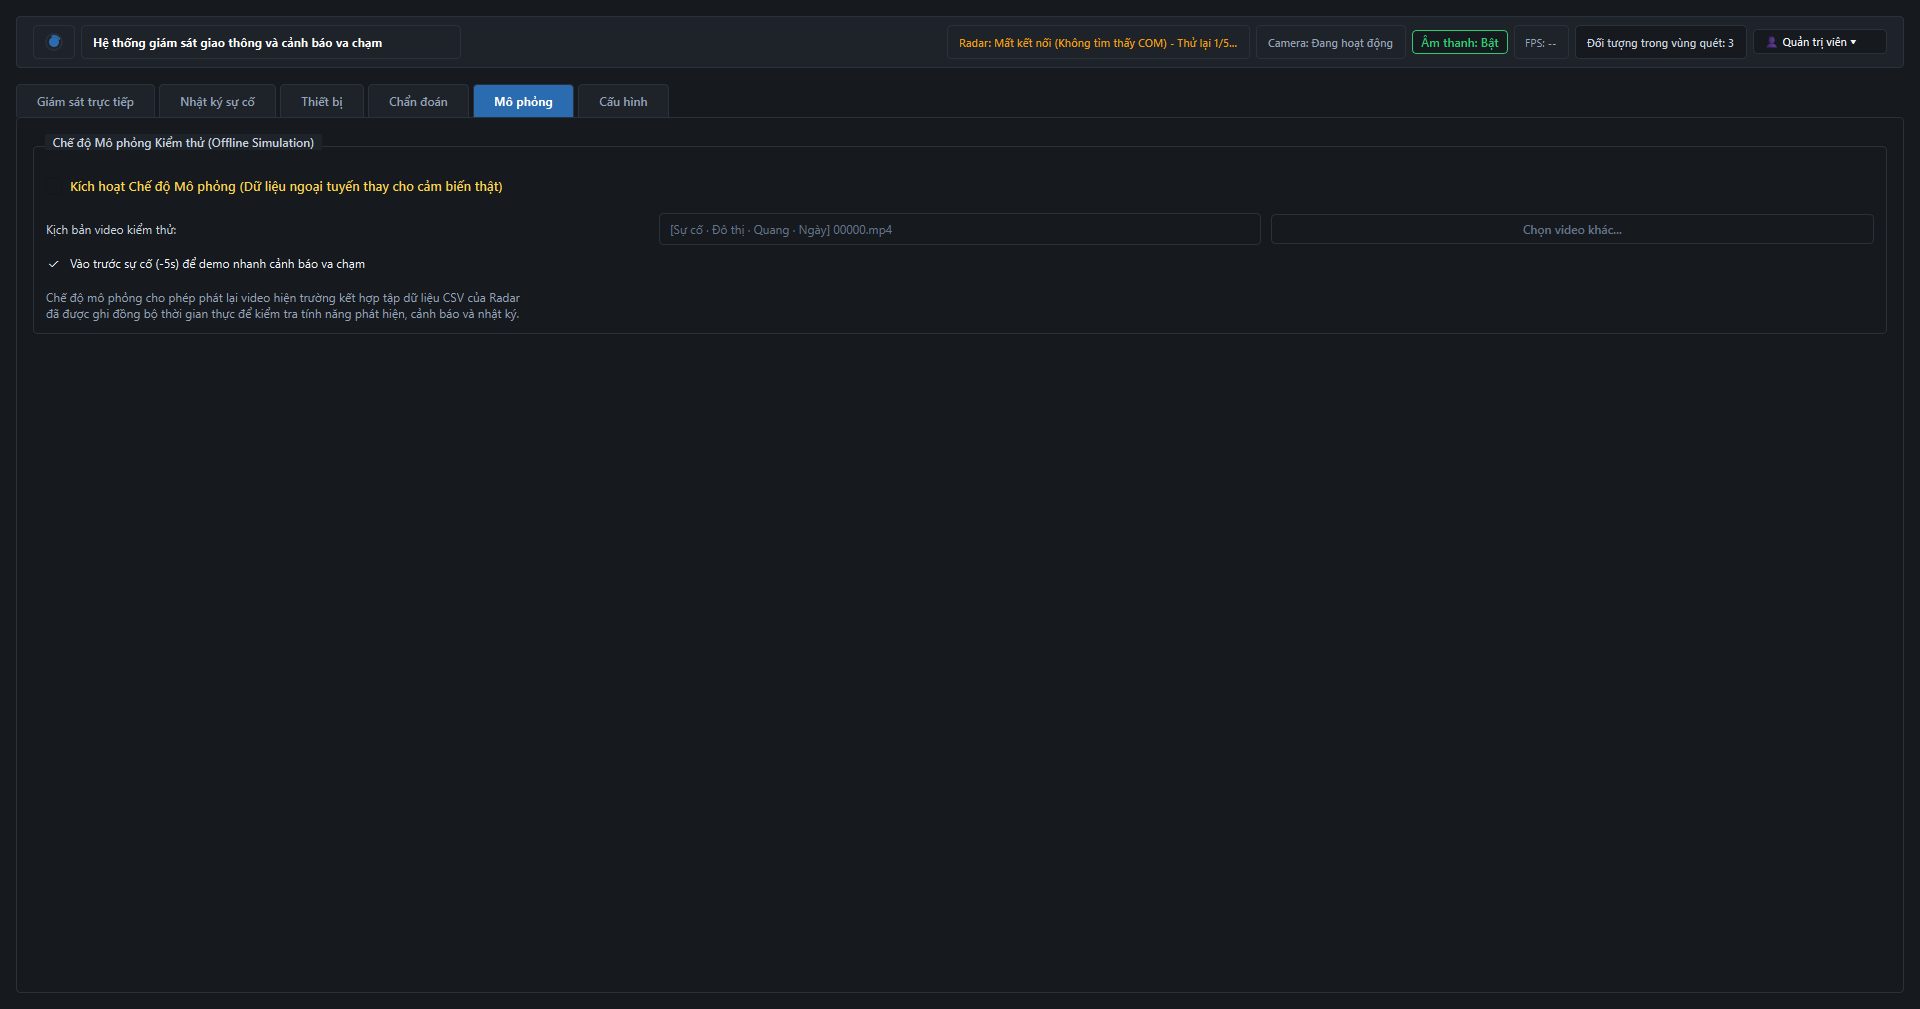 Hệ thống giám sát giao thông và cảnh báo va chạm
Radar: Mất kết nối (Không tìm thấy COM) - Thử lại 1/5...
Camera: Đang hoạt động
Âm thanh: Bật
FPS: --
Đối tượng trong vùng quét: 3
Quản trị viên ▾
Giám sát trực tiếp
Nhật ký sự cố
Thiết bị
Chẩn đoán
Mô phỏng
Cấu hình
Chế độ Mô phỏng Kiểm thử (Offline Simulation)
Kích hoạt Chế độ Mô phỏng (Dữ liệu ngoại tuyến thay cho cảm biến thật)
Kịch bản video kiểm thử:
[Sự cố · Đô thị · Quang · Ngày] 00000.mp4
Chọn video khác...
Vào trước sự cố (-5s) để demo nhanh cảnh báo va chạm
Chế độ mô phỏng cho phép phát lại video hiện trường kết hợp tập dữ liệu CSV của Radar
đã được ghi đồng bộ thời gian thực để kiểm tra tính năng phát hiện, cảnh báo và nhật ký.